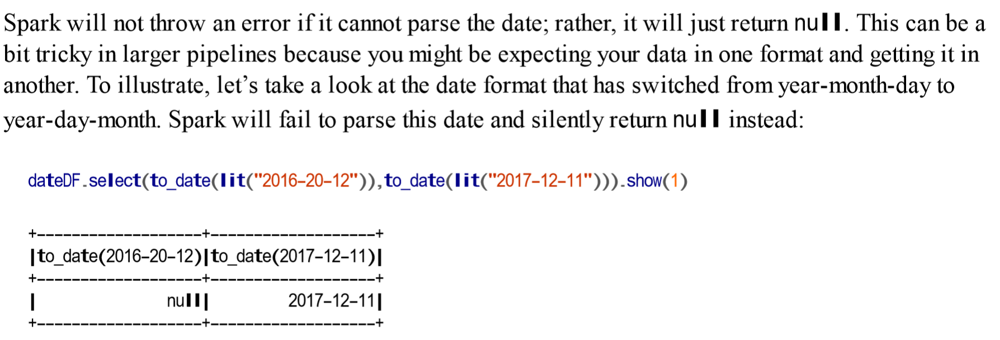 Spark will not throw an error if it cannot parse the date; rather, it will just return null. This can be a
bit tricky in larger pipelines because you might be expecting your data in one format and getting it in
another. To illustrate, let’s take a look at the date format that has switched from year-month-day to
year-day-month. Spark will fail to parse this date and silently return null instead:
dateDF.select(to_date(lit("2016-20-12")),to_date(lit("2017-12-11"))).show(1)
+-------------------+-------------------+
|to_date(2016-20-12)|to_date(2017-12-11)|
+-------------------+-------------------+
|               null|         2017-12-11|
+-------------------+-------------------+